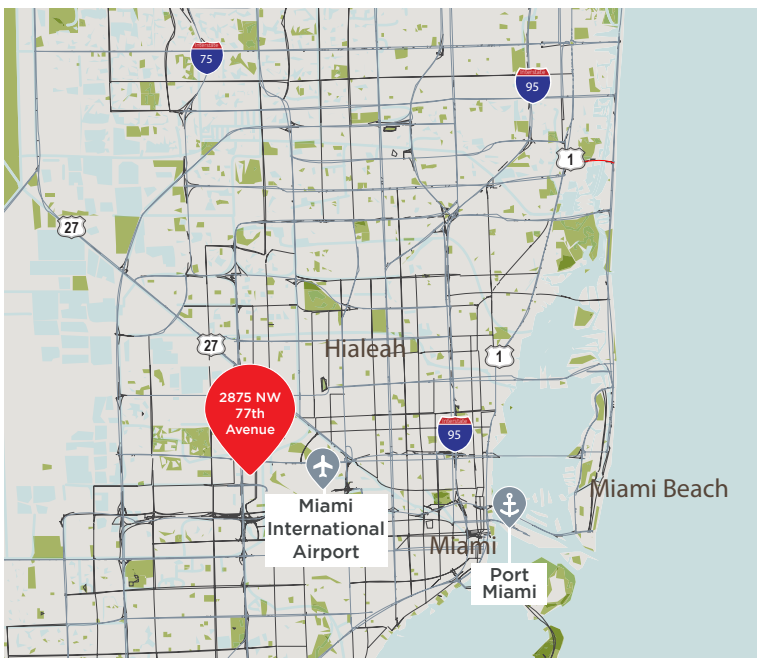 Interstate
75
Interstate
95
1
27
27
Hialeah
1
2875 NW
77th
Avenue
Interstate
95
Miami Beach
Miami
International
Airport
Miami
Port
Miami